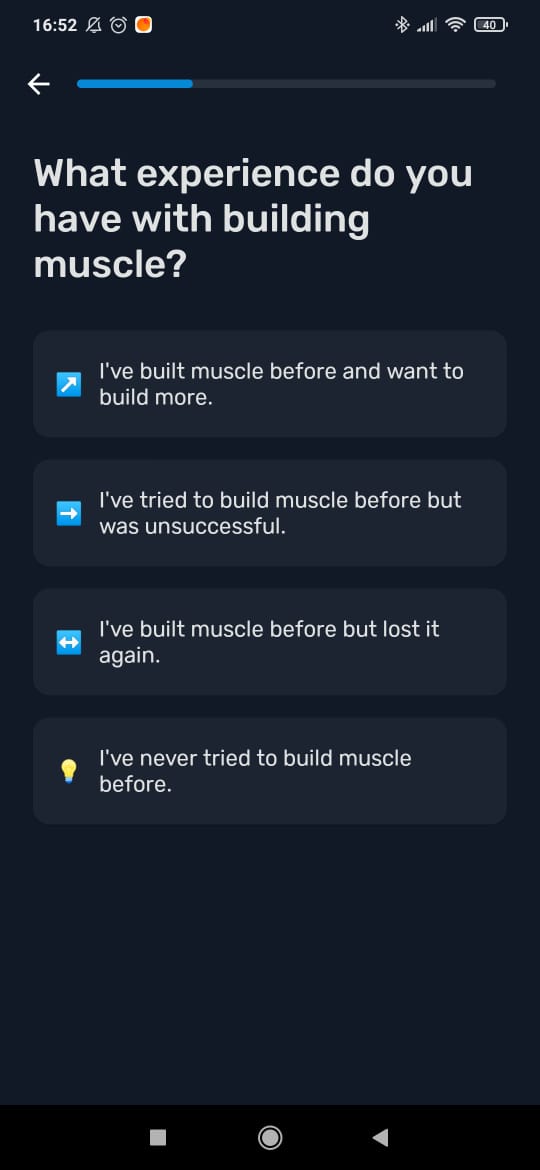 16:52
40
What experience do you
have with building
muscle?
I've built muscle before and want to
build more.
I've tried to build muscle before but
was unsuccessful.
I've built muscle before but lost it
again.
I've never tried to build muscle
before.